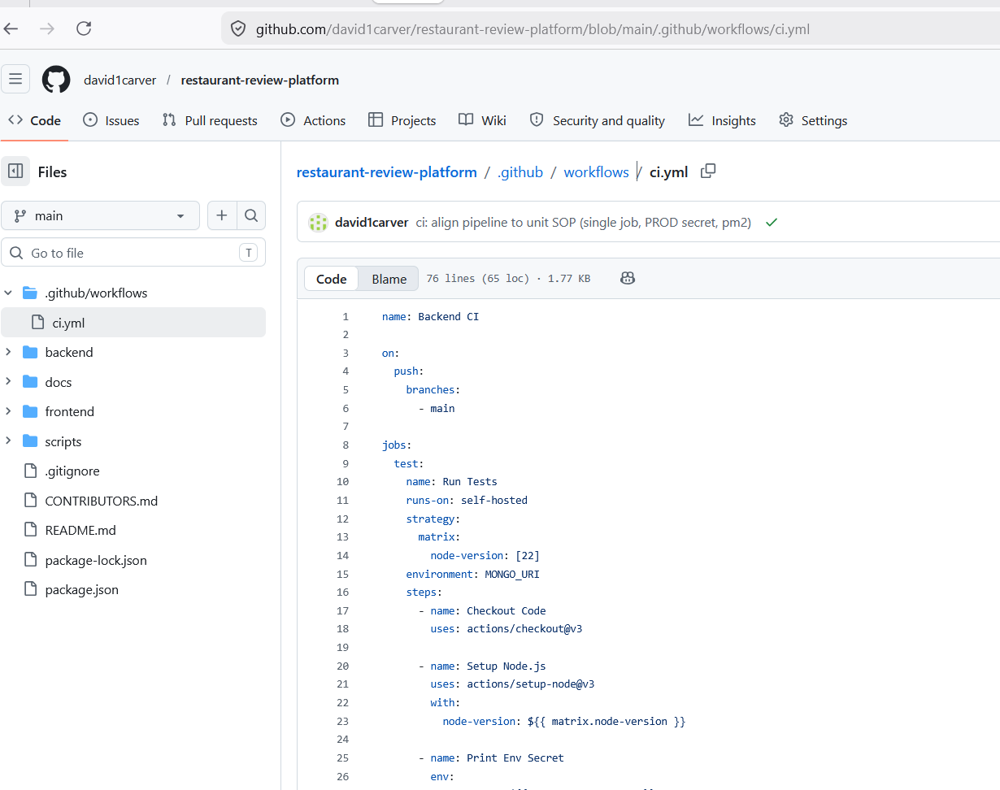 github.com/david1carver/restaurant-review-platform/blob/main/.github/workflows/ci.yml
david1carver / restaurant-review-platform
Code Issues Pull requests Actions Projects Wiki Security and quality Insights Settings
Files
main
Go to file T
.github/workflows
ci.yml
backend
docs
frontend
scripts
.gitignore
CONTRIBUTORS.md
README.md
package-lock.json
package.json
restaurant-review-platform / .github / workflows / ci.yml
david1carver ci: align pipeline to unit SOP (single job, PROD secret, pm2)
Code Blame 76 lines (65 loc) · 1.77 KB
1 name: Backend CI
2
3 on:
4 push:
5 branches:
6 - main
7
8 jobs:
9 test:
10 name: Run Tests
11 runs-on: self-hosted
12 strategy:
13 matrix:
14 node-version: [22]
15 environment: MONGO_URI
16 steps:
17 - name: Checkout Code
18 uses: actions/checkout@v3
19
20 - name: Setup Node.js
21 uses: actions/setup-node@v3
22 with:
23 node-version: ${{ matrix.node-version }}
24
25 - name: Print Env Secret
26 env: